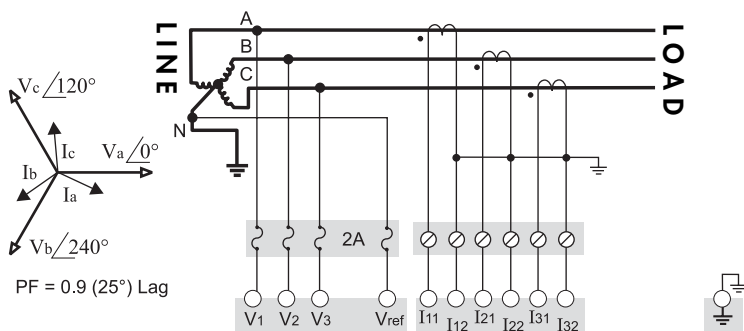 A
B
C
N
LINE
LOAD
Vc∠120°
Va∠0°
Vb∠240°
Ic
Ib
Ia
PF = 0.9 (25°) Lag
2A
V1 V2 V3 Vref I11 I12 I21 I22 I31 I32